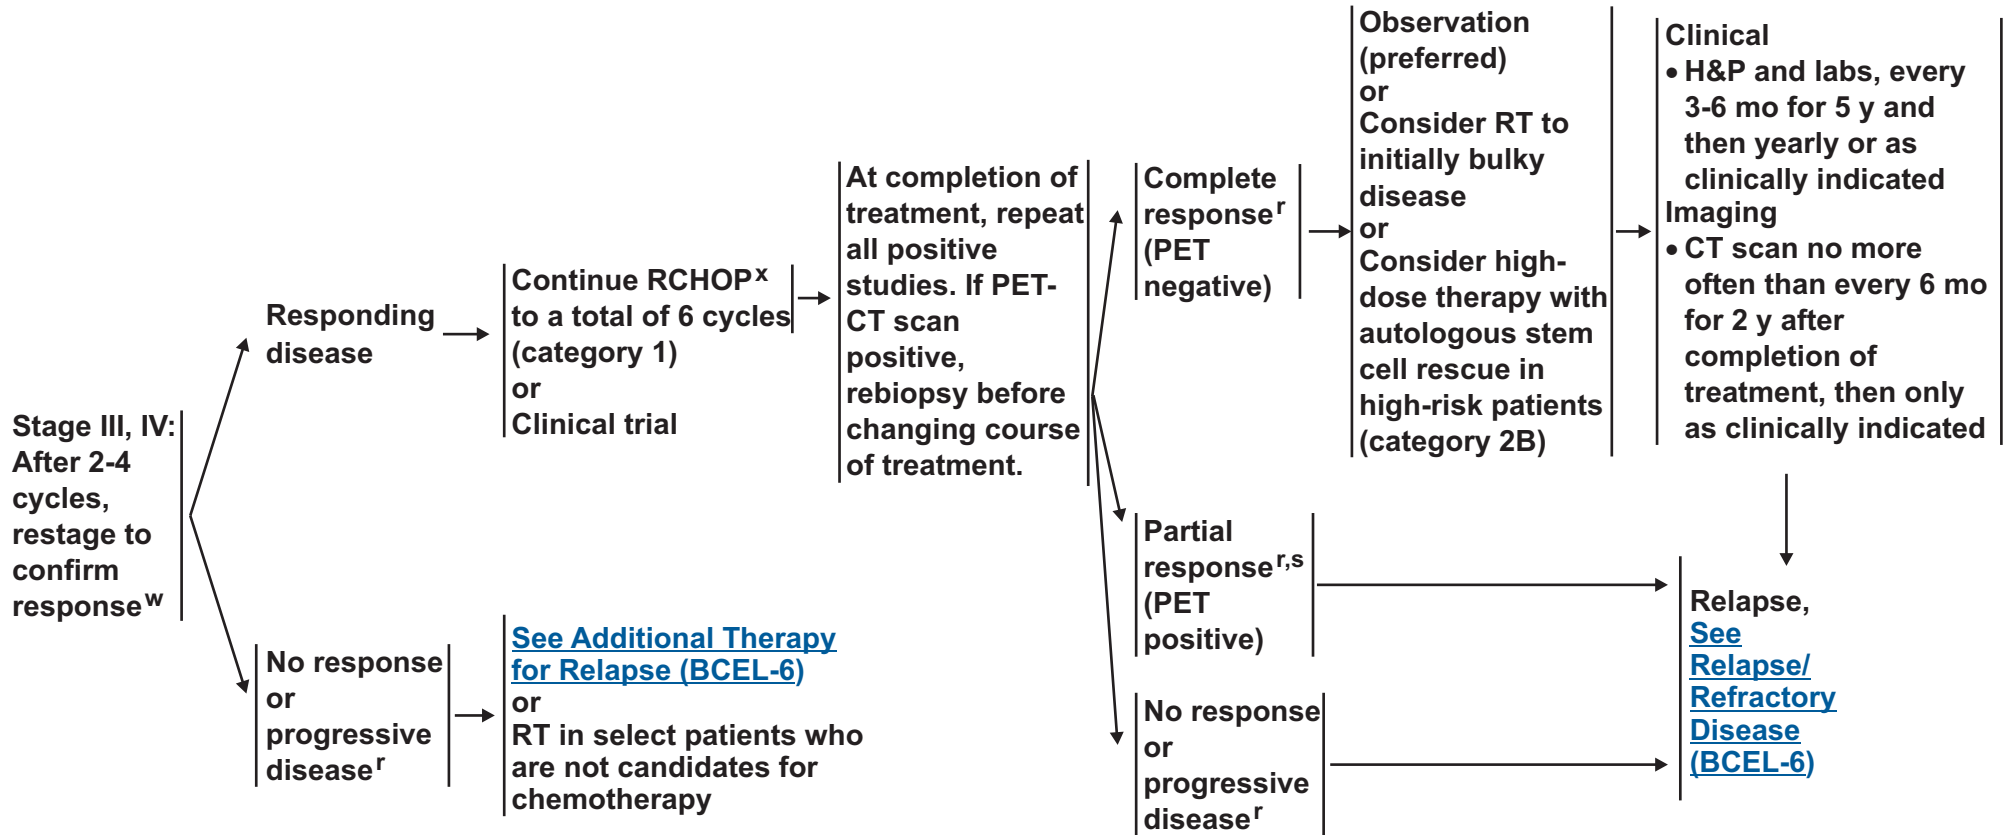 Stage III, IV:
After 2-4
cycles,
restage to
confirm
response w
Responding
disease
Continue RCHOP x
to a total of 6 cycles
(category 1)
or
Clinical trial
At completion of
treatment, repeat
all positive
studies. If PET-
CT scan
positive,
rebiopsy before
changing course
of treatment.
Complete
response r
(PET
negative)
Observation
(preferred)
or
Consider RT to
initially bulky
disease
or
Consider high-
dose therapy with
autologous stem
cell rescue in
high-risk patients
(category 2B)
Clinical
• H&P and labs, every
3-6 mo for 5 y and
then yearly or as
clinically indicated
Imaging
• CT scan no more
often than every 6 mo
for 2 y after
completion of
treatment, then only
as clinically indicated
Partial
response r,s
(PET
positive)
No response
or
progressive
disease r
Relapse,
See
Relapse/
Refractory
Disease
(BCEL-6)
No response
or
progressive
disease r
See Additional Therapy
for Relapse (BCEL-6)
or
RT in select patients who
are not candidates for
chemotherapy